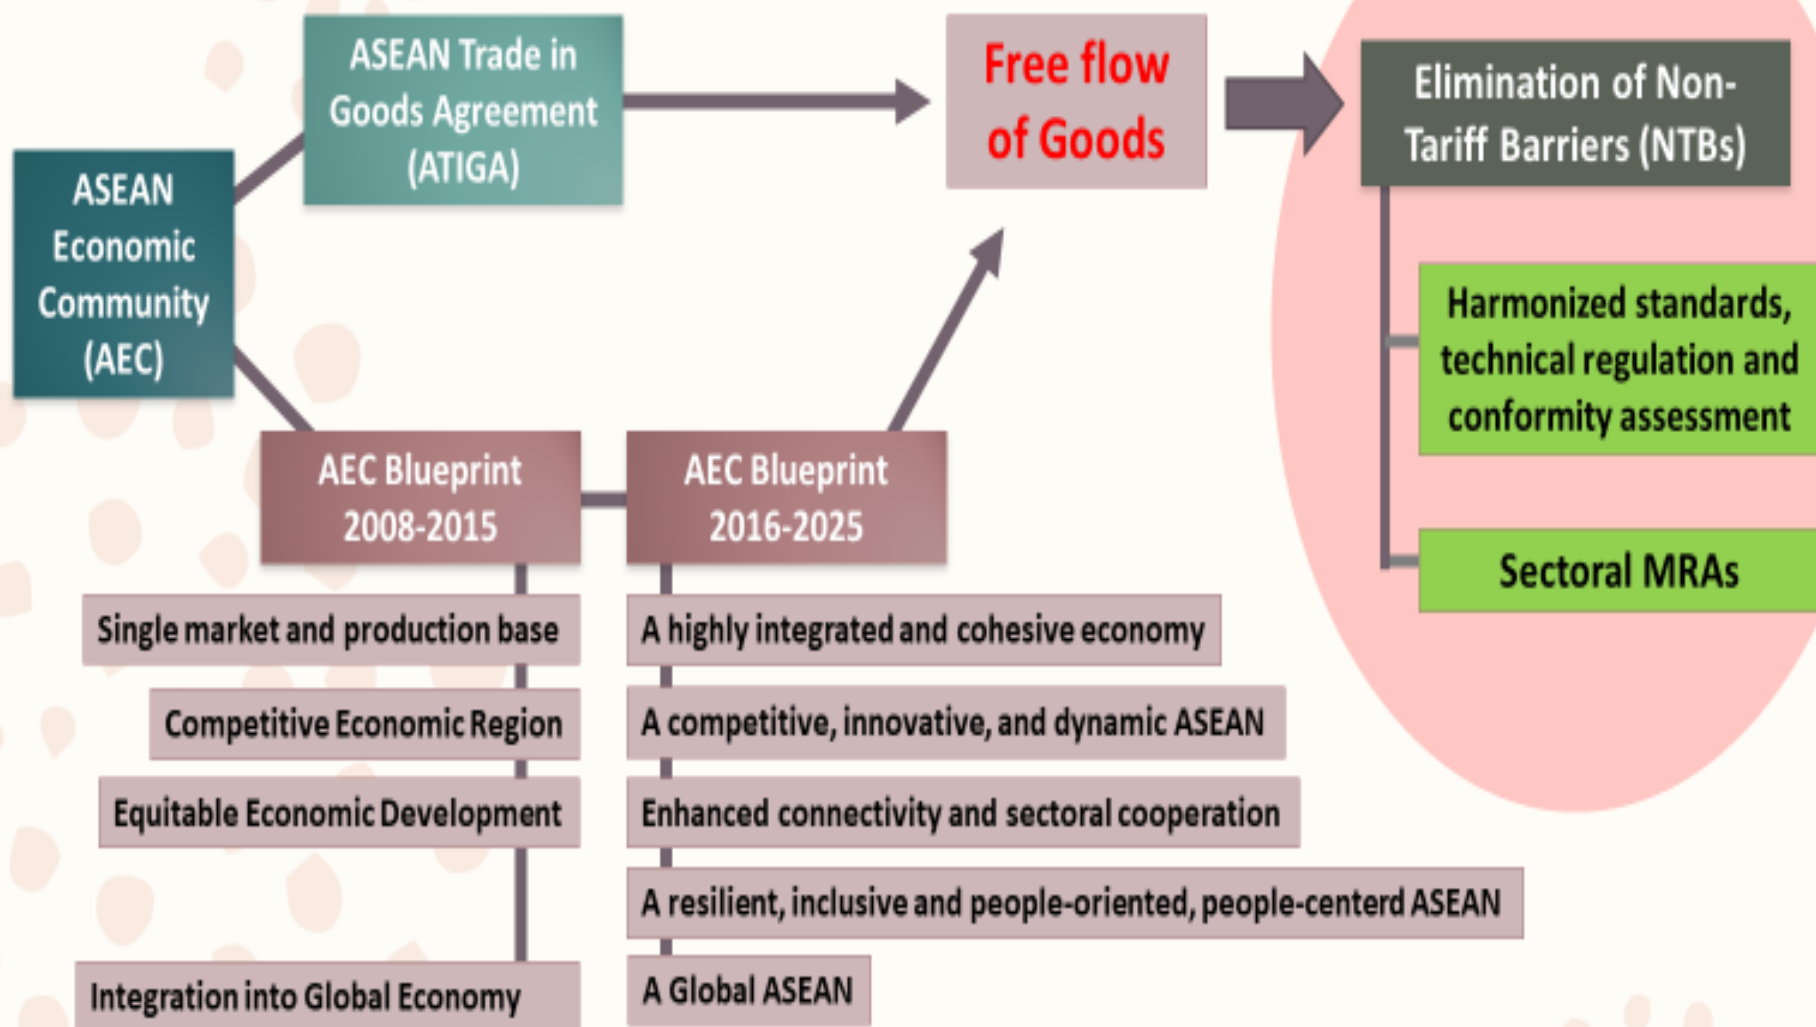 ASEAN
Economic
Community
(AEC)
ASEAN Trade in
Goods Agreement
(ATIGA)
Free flow
of Goods
Elimination of Non-
Tariff Barriers (NTBs)
Harmonized standards,
technical regulation and
conformity assessment
Sectoral MRAs
AEC Blueprint
2008-2015
Single market and production base
Competitive Economic Region
Equitable Economic Development
Integration into Global Economy
AEC Blueprint
2016-2025
A highly integrated and cohesive economy
A competitive, innovative, and dynamic ASEAN
Enhanced connectivity and sectoral cooperation
A resilient, inclusive and people-oriented, people-centerd ASEAN
A Global ASEAN